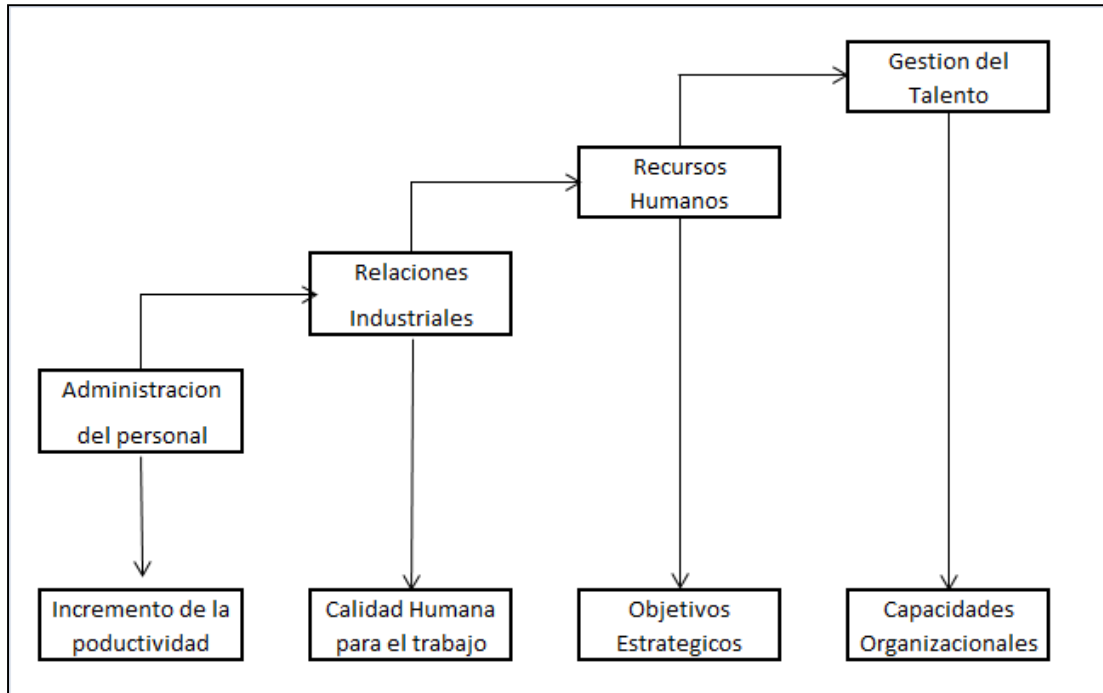 Gestion del
Talento
Recursos
Humanos
Relaciones
Industriales
Administracion
del personal
Incremento de la
poductividad
Calidad Humana
para el trabajo
Objetivos
Estrategicos
Capacidades
Organizacionales